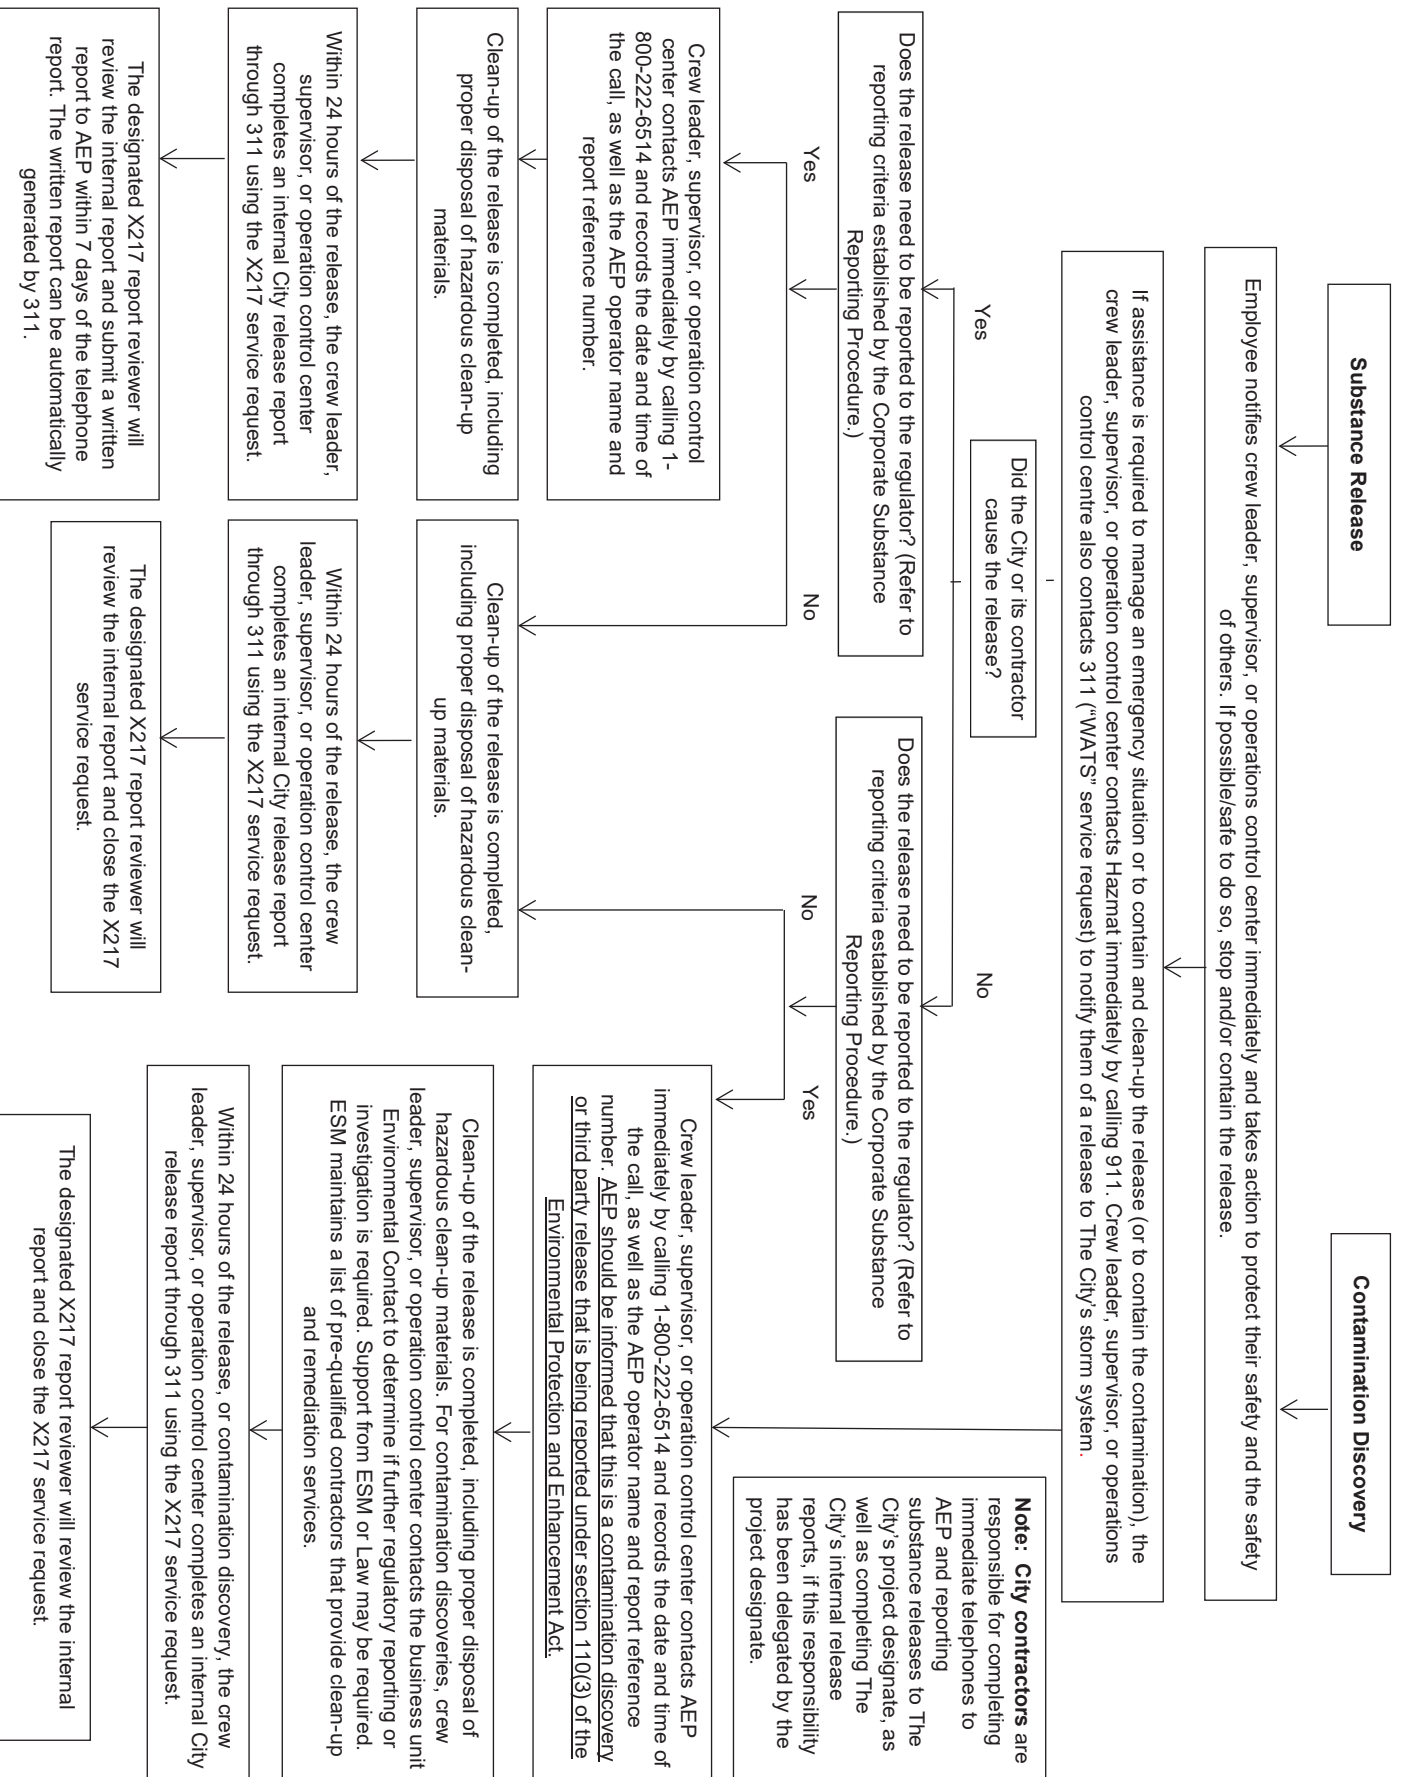 Substance Release
Contamination Discovery
Employee notifies crew leader, supervisor, or operations control center immediately and takes action to protect their safety and the safety
of others. If possible/safe to do so, stop and/or contain the release.
If assistance is required to manage an emergency situation or to contain and clean-up the release (or to contain the contamination), the
crew leader, supervisor, or operation control center contacts Hazmat immediately by calling 911. Crew leader, supervisor, or operations
control centre also contacts 311 (“WATS” service request) to notify them of a release to The City’s storm system.
Did the City or its contractor
cause the release?
Note: City contractors are
responsible for completing
immediate telephones to
AEP and reporting
substance releases to The
City’s project designate, as
well as completing The
City’s internal release
reports, if this responsibility
has been delegated by the
project designate.
Yes
No
Does the release need to be reported to the regulator? (Refer to
reporting criteria established by the Corporate Substance
Reporting Procedure.)
Does the release need to be reported to the regulator? (Refer to
reporting criteria established by the Corporate Substance
Reporting Procedure.)
Yes
No
No
Yes
Crew leader, supervisor, or operation control
center contacts AEP immediately by calling 1-
800-222-6514 and records the date and time of
the call, as well as the AEP operator name and
report reference number.
Clean-up of the release is completed, including
proper disposal of hazardous clean-up
materials.
Within 24 hours of the release, the crew leader,
supervisor, or operation control center
completes an internal City release report
through 311 using the X217 service request.
The designated X217 report reviewer will
review the internal report and submit a written
report to AEP within 7 days of the telephone
report. The written report can be automatically
generated by 311.
Clean-up of the release is completed,
including proper disposal of hazardous clean-
up materials.
Within 24 hours of the release, the crew
leader, supervisor, or operation control center
completes an internal City release report
through 311 using the X217 service request.
The designated X217 report reviewer will
review the internal report and close the X217
service request.
Crew leader, supervisor, or operation control center contacts AEP
immediately by calling 1-800-222-6514 and records the date and time of
the call, as well as the AEP operator name and report reference
number. AEP should be informed that this is a contamination discovery
or third party release that is being reported under section 110(3) of the
Environmental Protection and Enhancement Act.
Clean-up of the release is completed, including proper disposal of
hazardous clean-up materials. For contamination discoveries, crew
leader, supervisor, or operation control center contacts the business unit
Environmental Contact to determine if further regulatory reporting or
investigation is required. Support from ESM or Law may be required.
ESM maintains a list of pre-qualified contractors that provide clean-up
and remediation services.
Within 24 hours of the release, or contamination discovery, the crew
leader, supervisor, or operation control center completes an internal City
release report through 311 using the X217 service request.
The designated X217 report reviewer will review the internal
report and close the X217 service request.